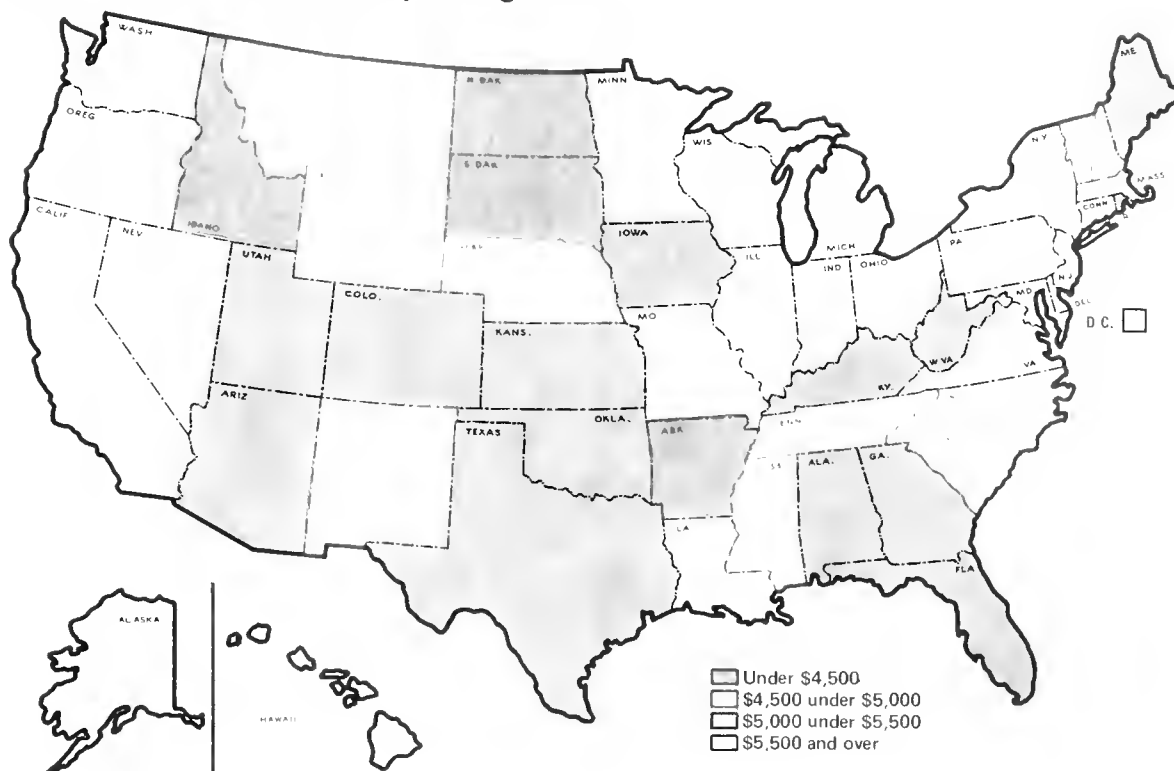 WASH
ME
N.DAK
MINN
OREG
N.Y
WIS
S DAK
MASS
CONN
CALIF
NEV
IDAHO
IOWA
MICH
PA
UTAH
ILL
IND
OHIO
N.J
MD
DEL
COLO.
MO
D C.
KANS.
W.VA
VA
KY.
ARIZ
OKLA.
TEXAS
ARK
ALA.
GA.
LA
FLA
ALASKA
HAWAII
Under $4,500
$4,500 under $5,000
$5,000 under $5,500
$5,500 and over